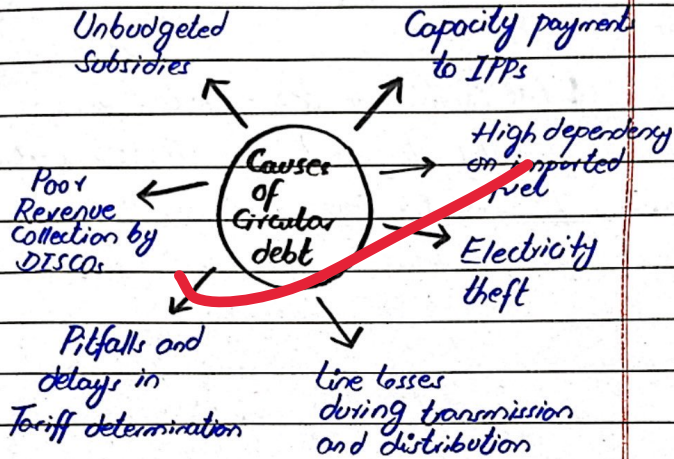 Unbudgeted
Subsidies
Capacity payments
to IPPs
High dependency
on imported
fuel
Electricity
theft
Line losses
during transmission
and distribution
Pitfalls and
delays in
Tariff determination
Poor
Revenue
Collection by
DISCOs
Causes
of
Circular
debt